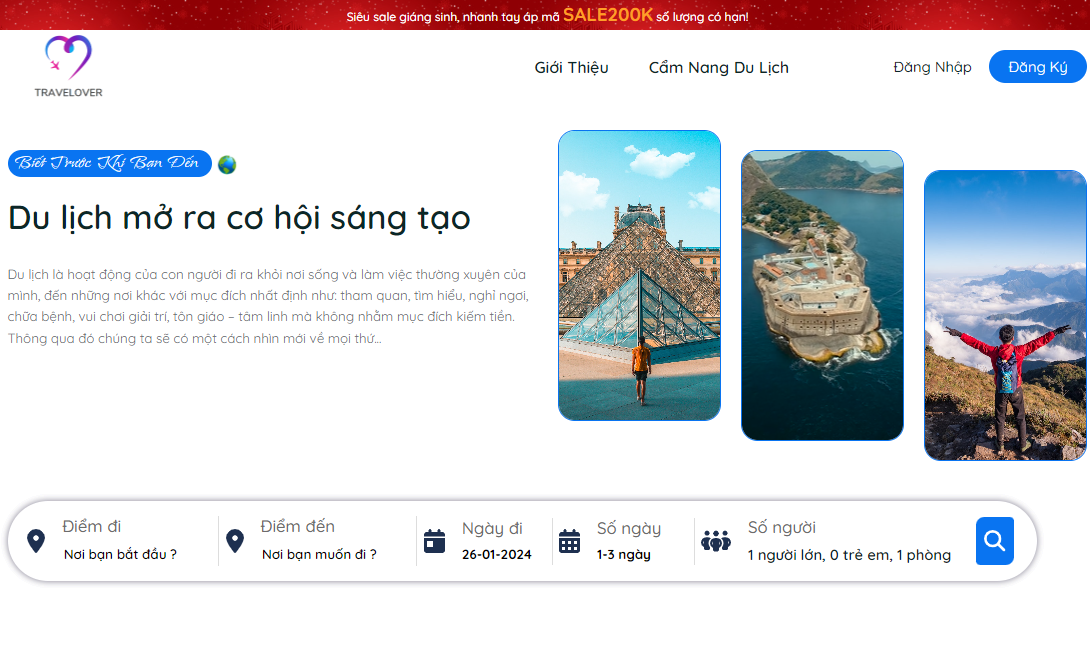 Siêu sale giáng sinh, nhanh tay áp mã SALE200K số lượng có hạn!
TRAVELOVER
Giới Thiệu
Cẩm Nang Du Lịch
Đăng Nhập
Đăng Ký
Biết Trước Khi Bạn Đến
Du lịch mở ra cơ hội sáng tạo
Du lịch là hoạt động của con người đi ra khỏi nơi sống và làm việc thường xuyên của
mình, đến những nơi khác với mục đích nhất định như: tham quan, tìm hiểu, nghỉ ngơi,
chữa bệnh, vui chơi giải trí, tôn giáo – tâm linh mà không nhằm mục đích kiếm tiền.
Thông qua đó chúng ta sẽ có một cách nhìn mới về mọi thứ...
Điểm đi
Nơi bạn bắt đầu ?
Điểm đến
Nơi bạn muốn đi ?
Ngày đi
26-01-2024
Số ngày
1-3 ngày
Số người
1 người lớn, 0 trẻ em, 1 phòng